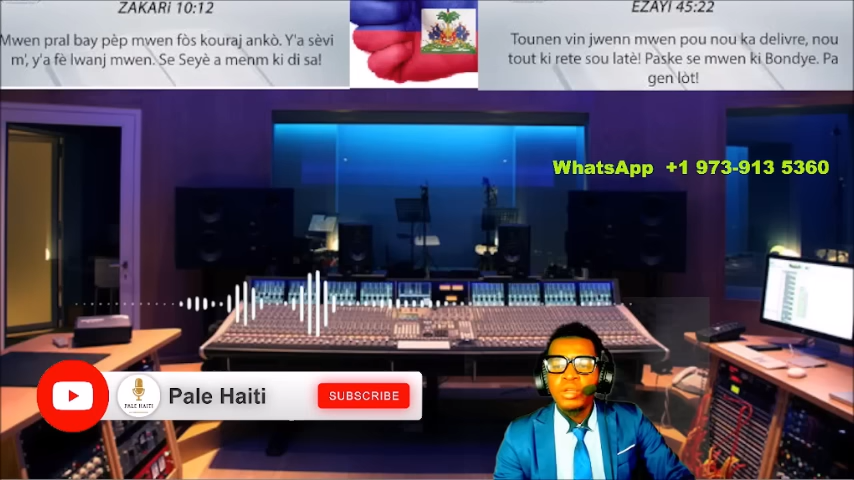 ZAKARi 10:12
Mwen pral bay pèp mwen fòs kouraj ankò. Y'a sèvi
m', y'a fè lwanj mwen. Se Seyè a menm ki di sa!
EZAYI 45:22
Tounen vin jwenn mwen pou nou ka delivre, nou
tout ki rete sou latè! Paske se mwen ki Bondye. Pa
gen lòt!
WhatsApp +1 973-913 5360
PALE HAITI
Pale Haiti
SUBSCRIBE